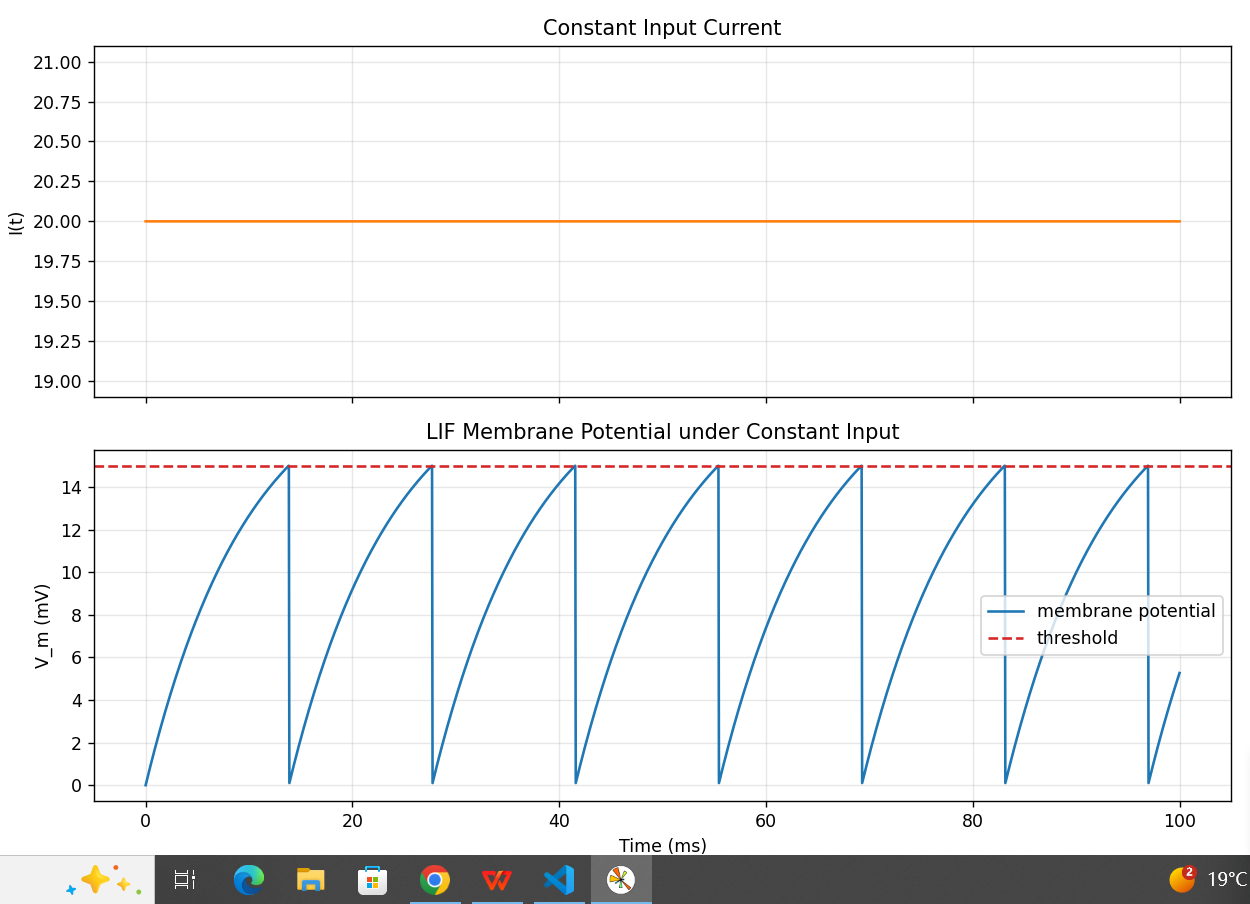 Constant Input Current
21.00
20.75
20.50
20.25
20.00
19.75
19.50
19.25
19.00
I(t)
LIF Membrane Potential under Constant Input
14
12
10
8
6
4
2
0
V_m (mV)
membrane potential
threshold
0 20 40 60 80 100
Time (ms)
2
19°C